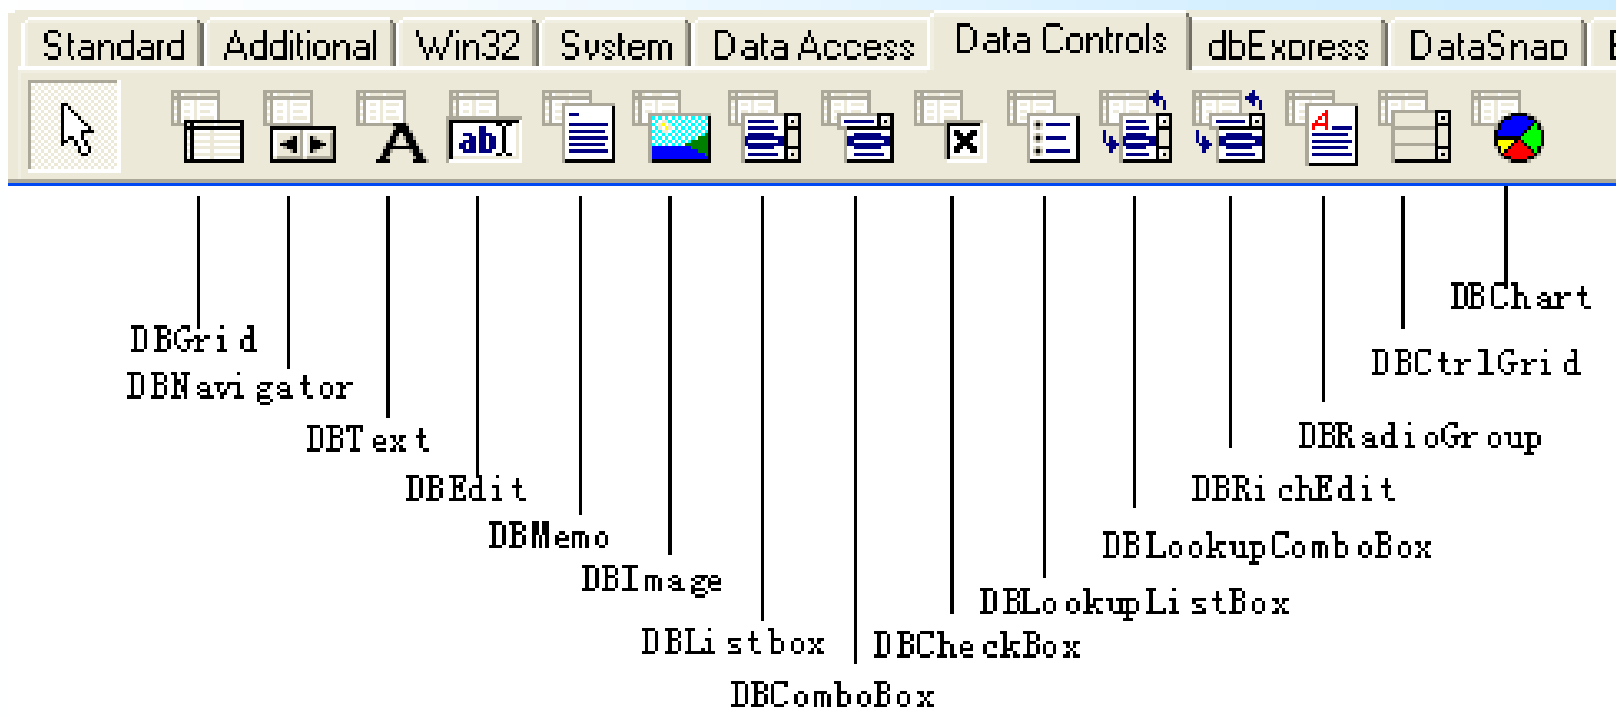 Standard Additional Win32 System Data Access Data Controls dbExpress DataSnap
ab
A
DBChart
DBGrid
DBCtrlGrid
DBNavigator
DBText
DBRadioGroup
DBEdit
DBRichEdit
DBMemo
DBLookupComboBox
DBImage
DBLookupListBox
DBListbox
DBCheckBox
DBComboBox